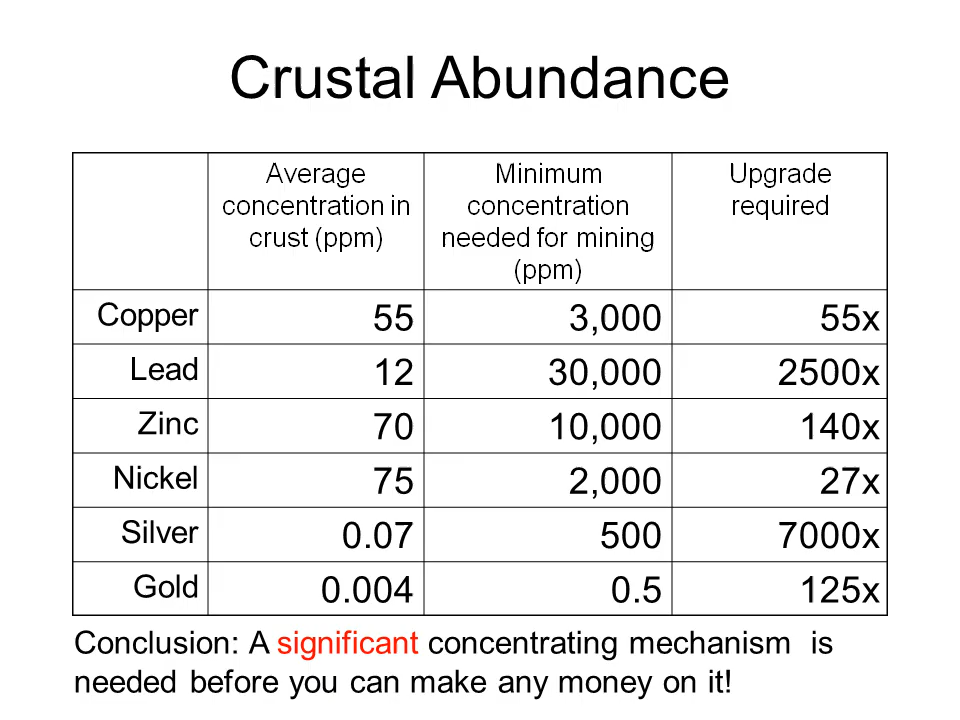 Crustal Abundance
Average concentration in crust (ppm)
Minimum concentration needed for mining (ppm)
Upgrade required
Copper 55 3,000 55x
Lead 12 30,000 2500x
Zinc 70 10,000 140x
Nickel 75 2,000 27x
Silver 0.07 500 7000x
Gold 0.004 0.5 125x
Conclusion: A significant concentrating mechanism is
needed before you can make any money on it!